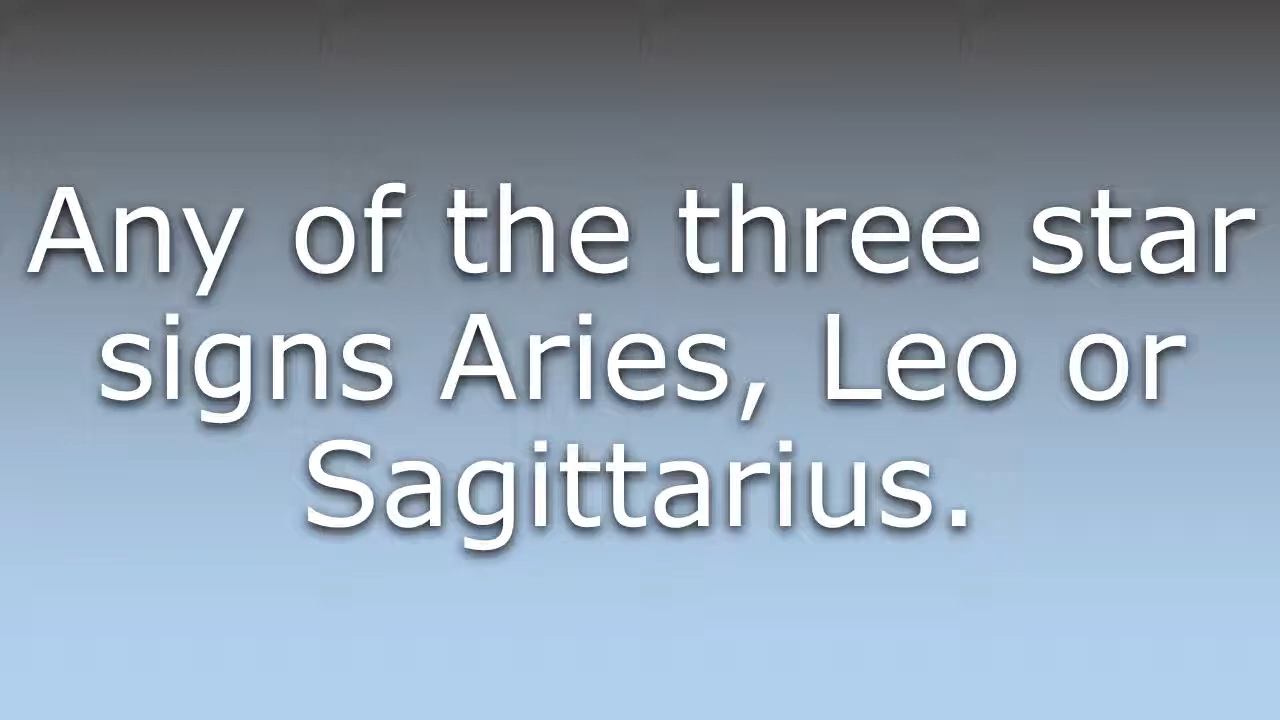 Any of the three star
signs Aries, Leo or
Sagittarius.